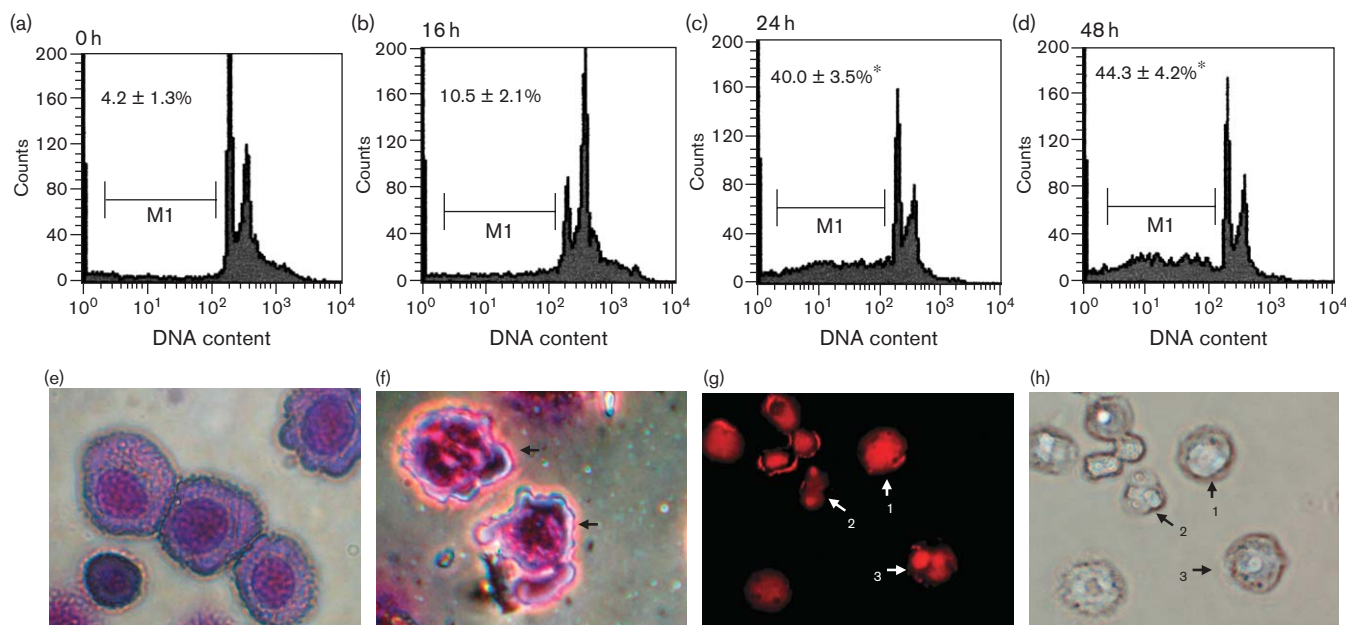 (a)
0 h
Counts
200
160
120
80
40
0
4.2 ± 1.3%
M1
10⁰ 10¹ 10² 10³ 10⁴
DNA content
(b)
16 h
Counts
200
160
120
80
40
0
10.5 ± 2.1%
M1
10⁰ 10¹ 10² 10³ 10⁴
DNA content
(c)
24 h
Counts
200
160
120
80
40
0
40.0 ± 3.5%*
M1
10⁰ 10¹ 10² 10³ 10⁴
DNA content
(d)
48 h
Counts
200
160
120
80
40
0
44.3 ± 4.2%*
M1
10⁰ 10¹ 10² 10³ 10⁴
DNA content
(e)
(f)
(g)
1
2
3
(h)
1
2
3